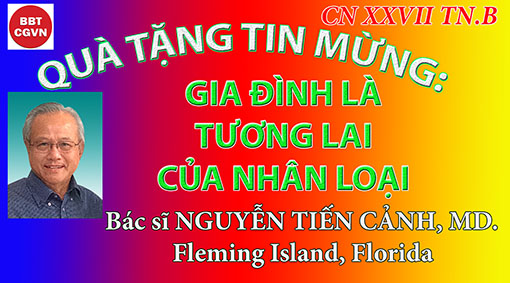 BBT
CGVN
CN XXVII TN.B
QUÀ TẶNG TIN MỪNG:
GIA ĐÌNH LÀ
TƯƠNG LAI
CỦA NHÂN LOẠI
Bác sĩ NGUYỄN TIẾN CẢNH, MD.
Fleming Island, Florida